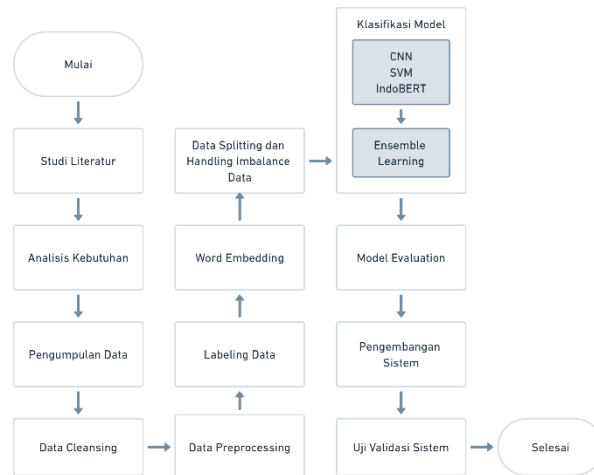 Mulai
Studi Literatur
Analisis Kebutuhan
Pengumpulan Data
Data Cleansing
Data Preprocessing
Labeling Data
Word Embedding
Data Splitting dan
Handling Imbalance
Data
Klasifikasi Model
CNN
SVM
IndoBERT
Ensemble
Learning
Model Evaluation
Pengembangan
Sistem
Uji Validasi Sistem
Selesai